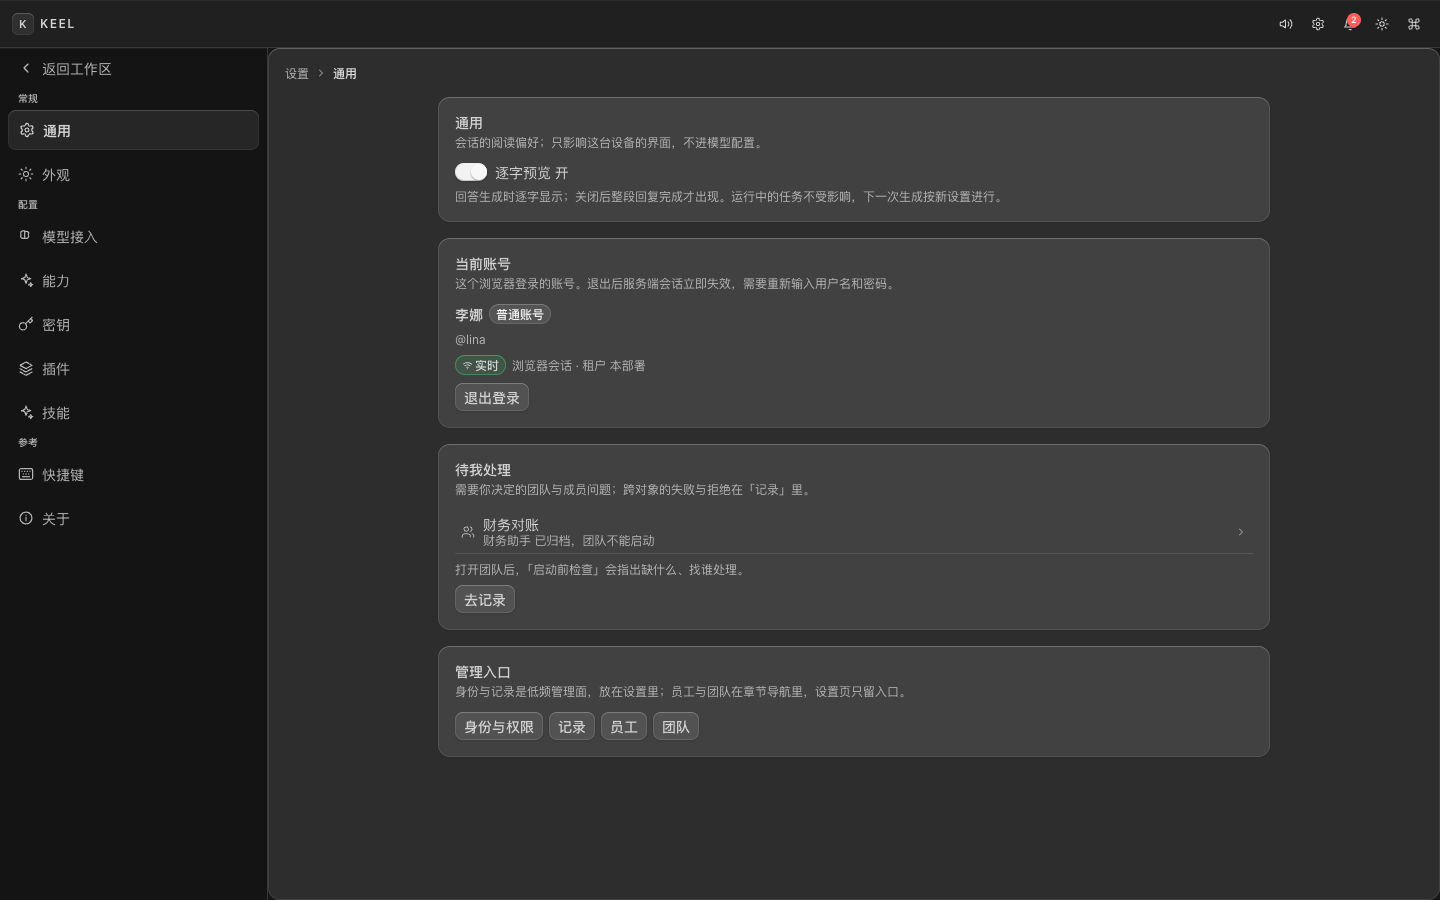 K KEEL
2
返回工作区
常规
通用
外观
配置
模型接入
能力
密钥
插件
技能
参考
快捷键
关于
设置 > 通用
通用
会话的阅读偏好；只影响这台设备的界面，不进模型配置。
逐字预览 开
回答生成时逐字显示；关闭后整段回复完成才出现。运行中的任务不受影响，下一次生成按新设置进行。
当前账号
这个浏览器登录的账号。退出后服务端会话立即失效，需要重新输入用户名和密码。
李娜 普通账号
@lina
实时 浏览器会话 · 租户 本部署
退出登录
待我处理
需要你决定的团队与成员问题；跨对象的失败与拒绝在「记录」里。
财务对账
财务助手 已归档，团队不能启动
打开团队后，「启动前检查」会指出缺什么、找谁处理。
去记录
管理入口
身份与记录是低频管理面，放在设置里；员工与团队在章节导航里，设置页只留入口。
身份与权限 记录 员工 团队